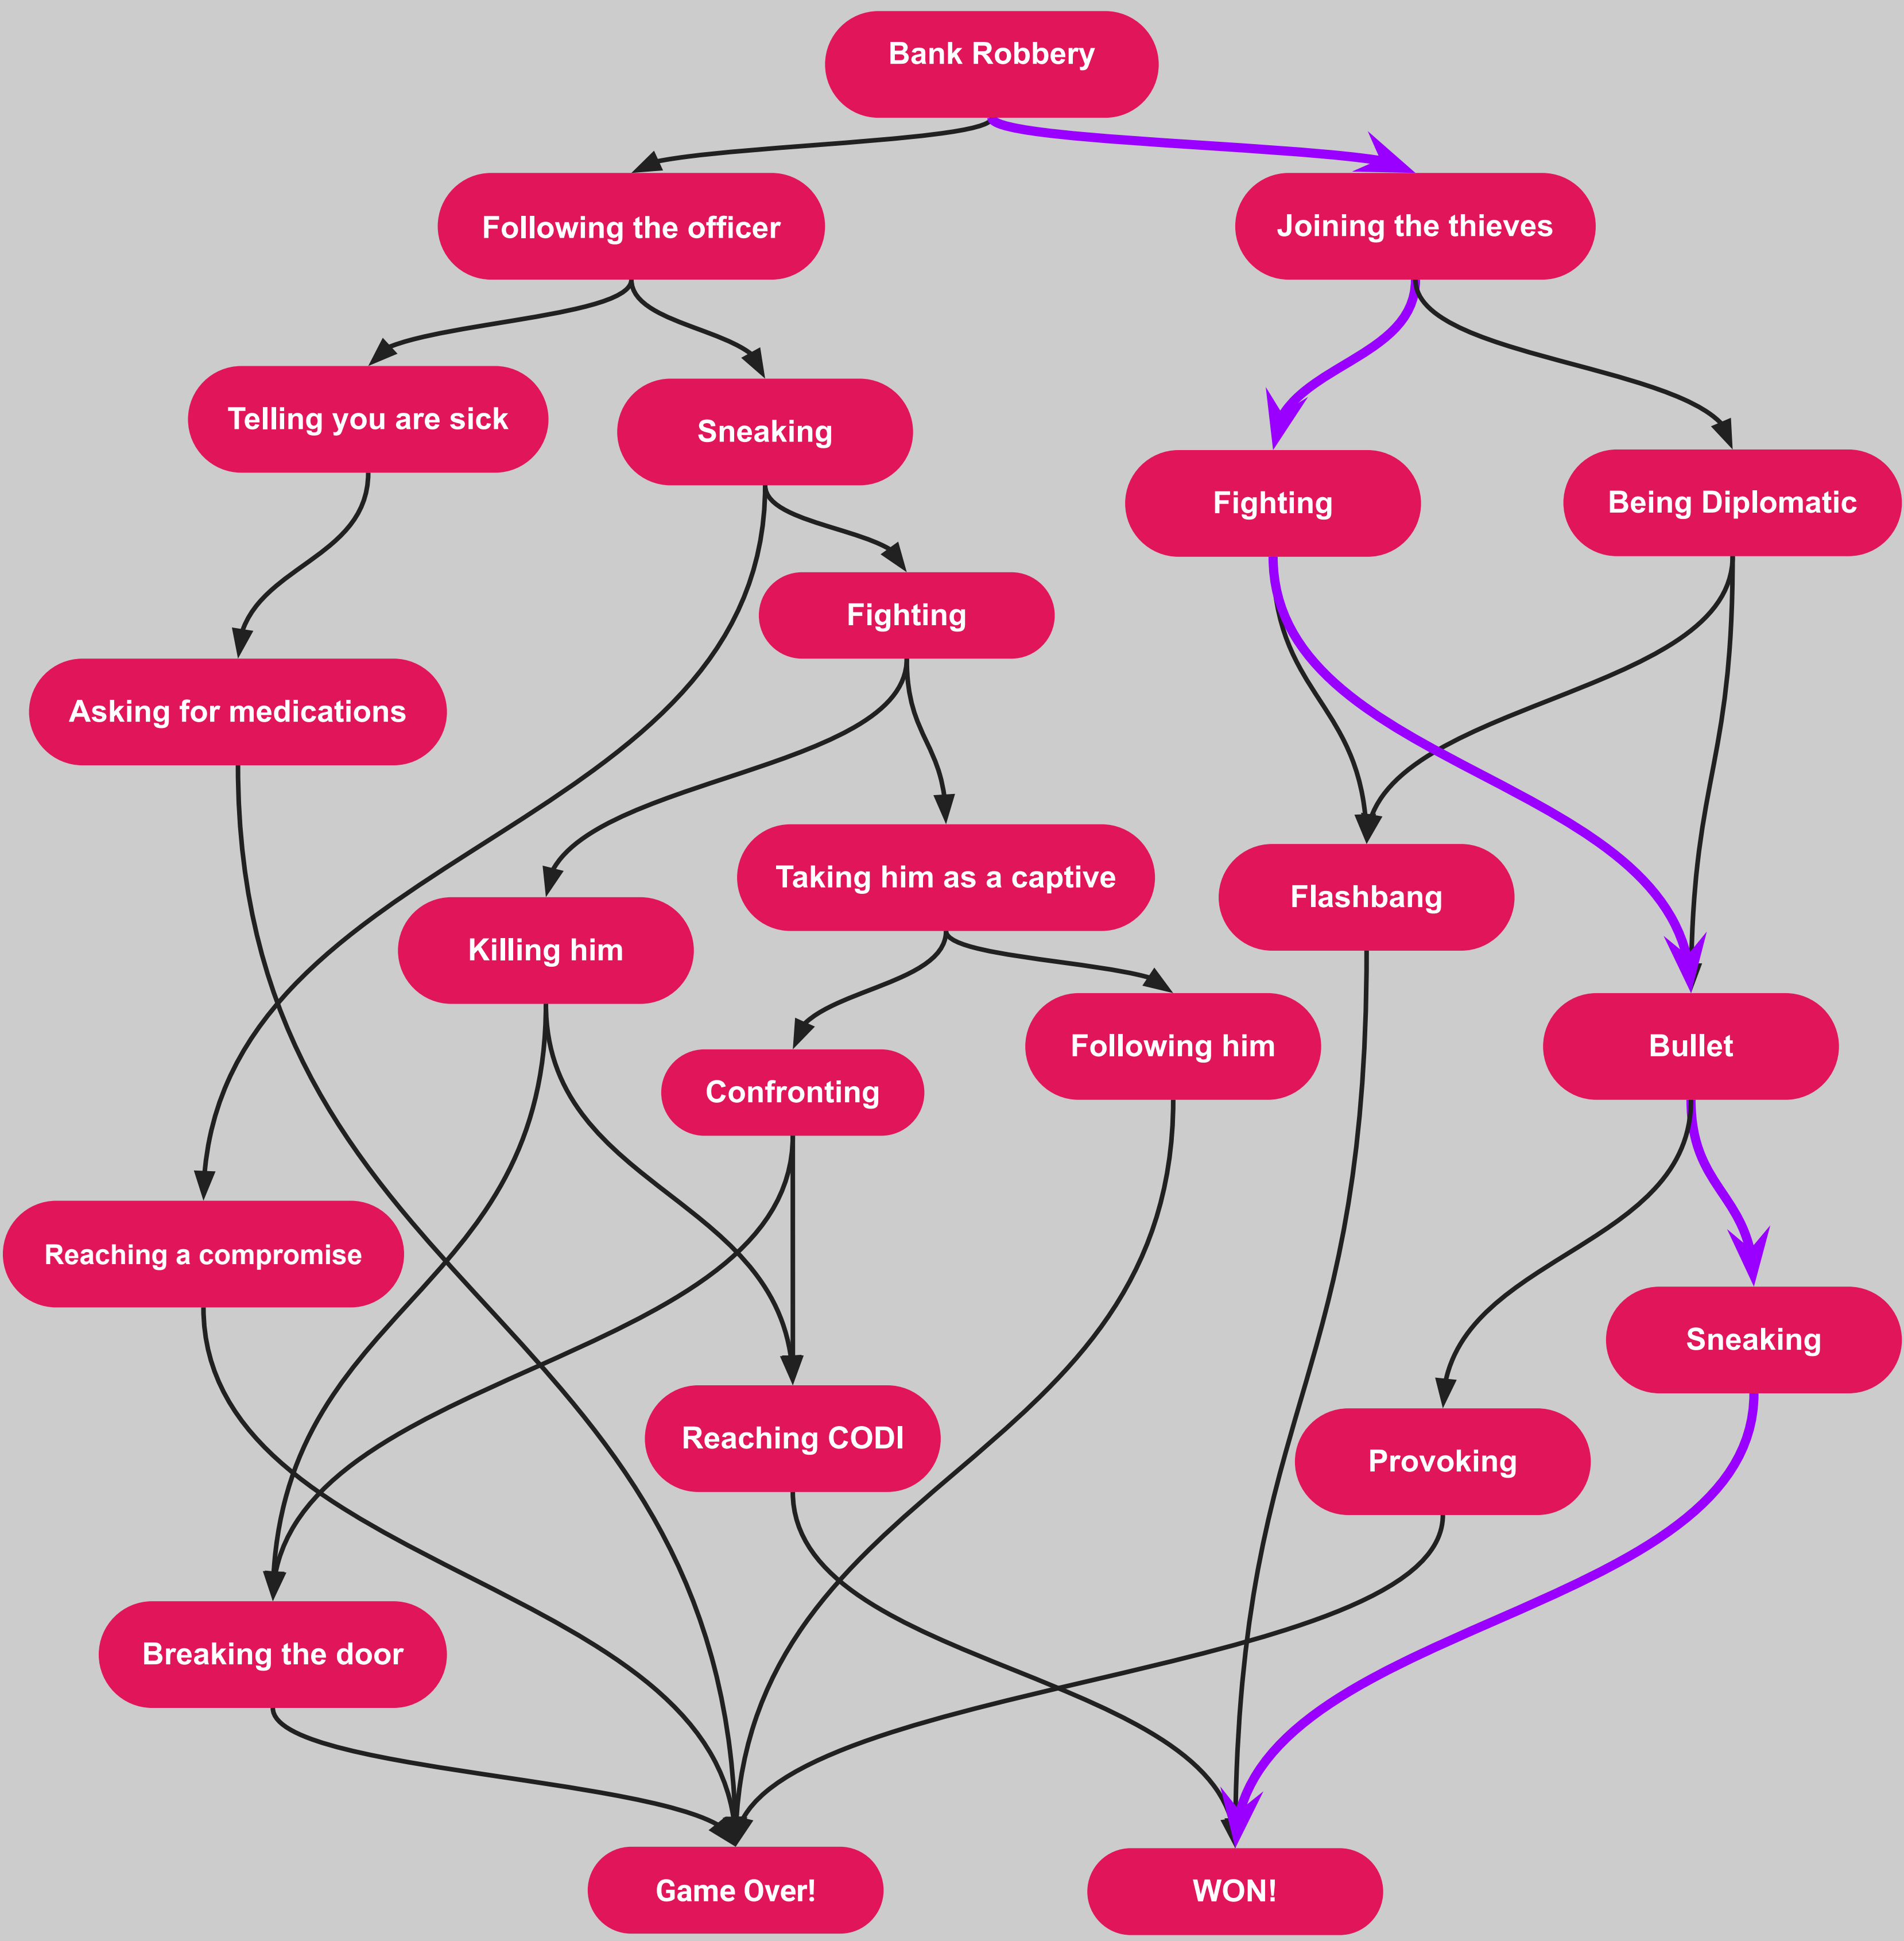 Bank Robbery
Following the officer
Joining the thieves
Telling you are sick
Sneaking
Fighting
Being Diplomatic
Fighting
Asking for medications
Taking him as a captive
Flashbang
Killing him
Following him
Bullet
Confronting
Reaching a compromise
Sneaking
Reaching CODI
Provoking
Breaking the door
Game Over!
WON!